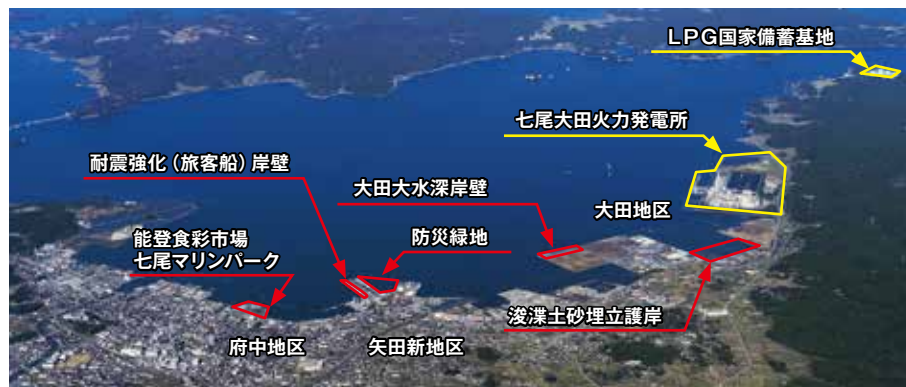 LPG国家備蓄基地
七尾大田火力発電所
耐震強化（旅客船）岸壁
大田大水深岸壁
大田地区
能登食彩市場
七尾マリンパーク
防災緑地
浚渫土砂埋立護岸
府中地区
矢田新地区